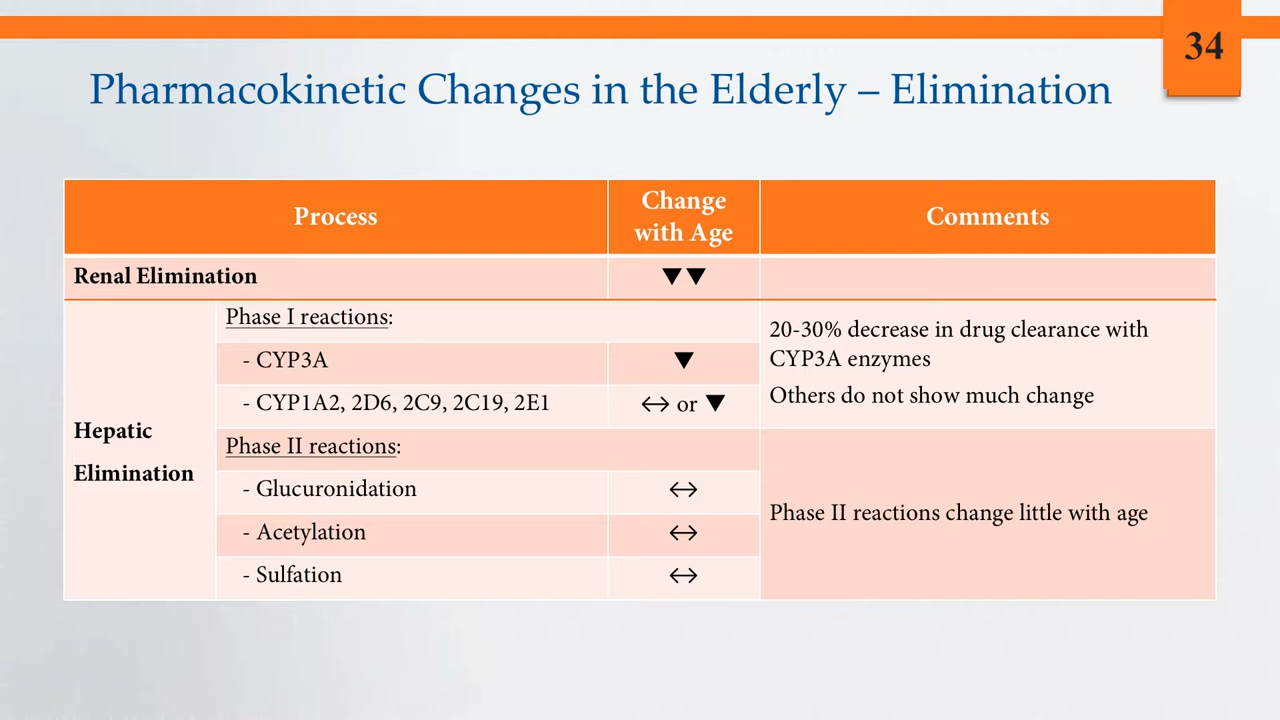 34
Pharmacokinetic Changes in the Elderly – Elimination
Process
Change
with Age
Comments
Renal Elimination
▼▼
Hepatic
Elimination
Phase I reactions:
- CYP3A
▼
- CYP1A2, 2D6, 2C9, 2C19, 2E1
↔ or ▼
20-30% decrease in drug clearance with
CYP3A enzymes
Others do not show much change
Phase II reactions:
- Glucuronidation
↔
- Acetylation
↔
- Sulfation
↔
Phase II reactions change little with age